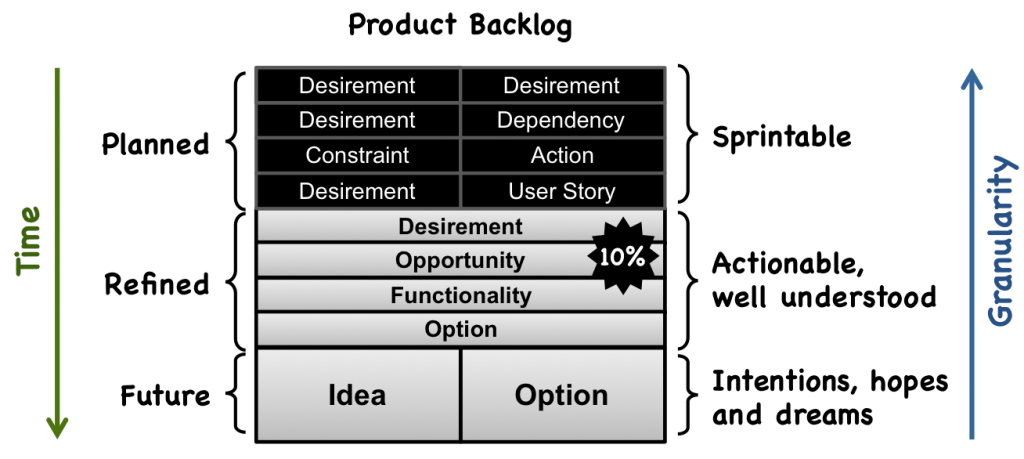 Product Backlog
Time
Planned
Desirement
Desirement
Desirement
Dependency
Constraint
Action
Desirement
User Story
Sprintable
Refined
Desirement
Opportunity
10%
Functionality
Option
Actionable,
well understood
Future
Idea
Option
Intentions, hopes
and dreams
Granularity